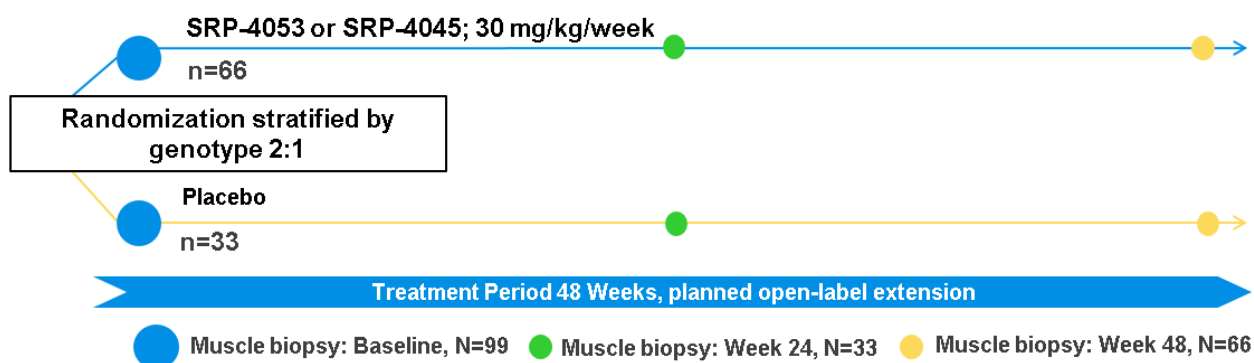 SRP-4053 or SRP-4045; 30 mg/kg/week
n=66
Randomization stratified by
genotype 2:1
Placebo
n=33
Treatment Period 48 Weeks, planned open-label extension
Muscle biopsy: Baseline, N=99 Muscle biopsy: Week 24, N=33 Muscle biopsy: Week 48, N=66